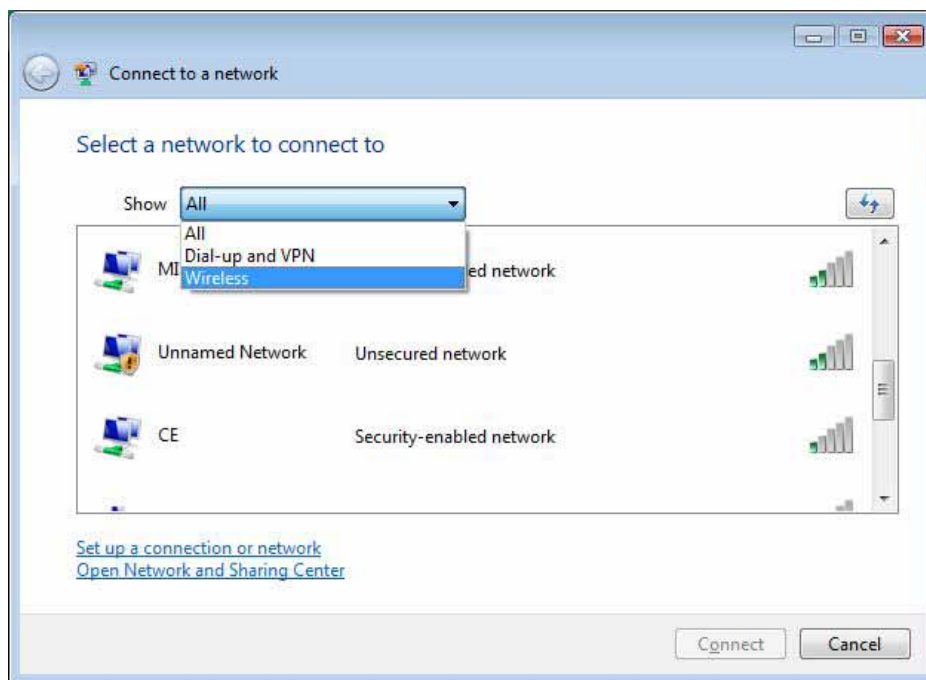 Connect to a network
Select a network to connect to
Show All
All
Dial-up and VPN
Wireless
MI ed network
Unnamed Network Unsecured network
CE Security-enabled network
Set up a connection or network
Open Network and Sharing Center
Connect Cancel